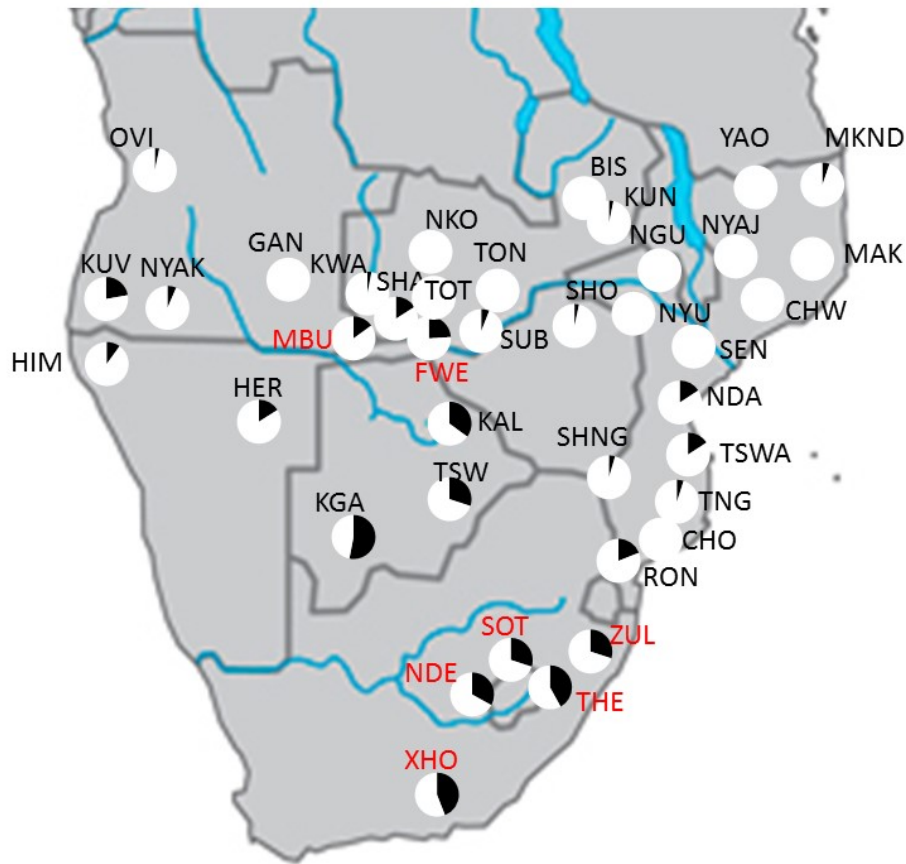 OVI
YAO
MKND
BIS
KUN
NKO
NGU
NYAJ
GAN
TON
MAK
KUV
NYAK
KWA
SHA
TOT
SHO
NYU
CHW
MBU
SUB
SEN
HIM
FWE
HER
NDA
KAL
SHNG
TSWA
TSW
KGA
TNG
CHO
RON
SOT
ZUL
NDE
THE
XHO